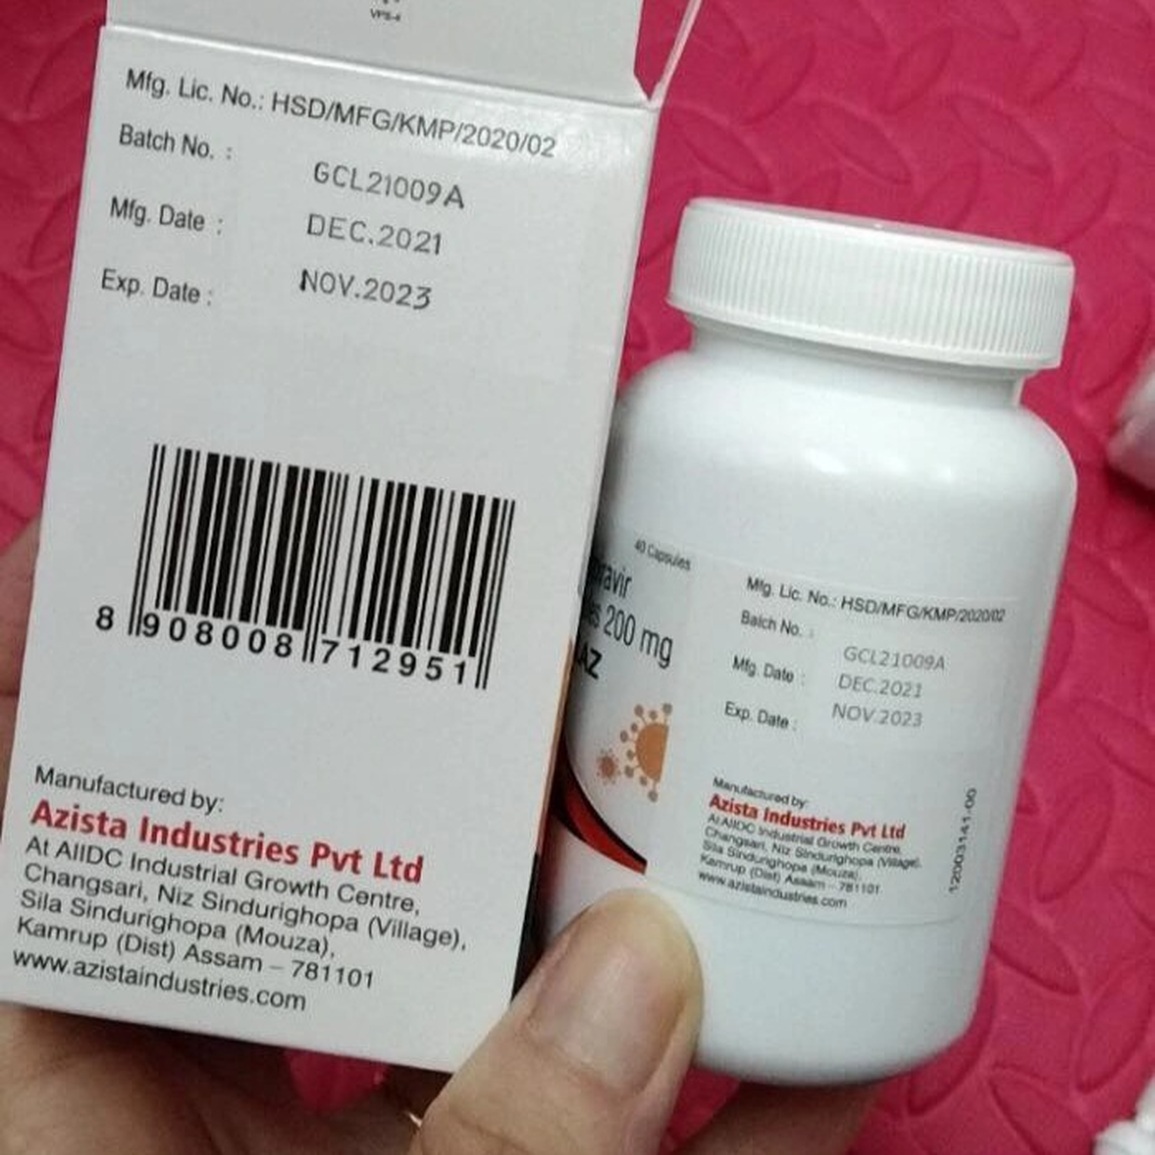 VPS-4
Mfg. Lic. No.: HSD/MFG/KMP/2020/02
Batch No. : GCL21009A
Mfg. Date : DEC.2021
Exp. Date : NOV.2023
8 908008 712951
Manufactured by:
Azista Industries Pvt Ltd
At AIIDC Industrial Growth Centre,
Changsari, Niz Sindurighopa (Village),
Sila Sindurighopa (Mouza),
Kamrup (Dist) Assam – 781101
www.azistaindustries.com
40 Capsules
200 mg
Mfg. Lic. No.: HSD/MFG/KMP/2020/02
Batch No. : GCL21009A
Mfg. Date : DEC.2021
Exp. Date : NOV.2023
Manufactured by:
Azista Industries Pvt Ltd
At AIIDC Industrial Growth Centre,
Changsari, Niz Sindurighopa (Village),
Sila Sindurighopa (Mouza),
Kamrup (Dist) Assam – 781101
www.azistaindustries.com
12003141-00